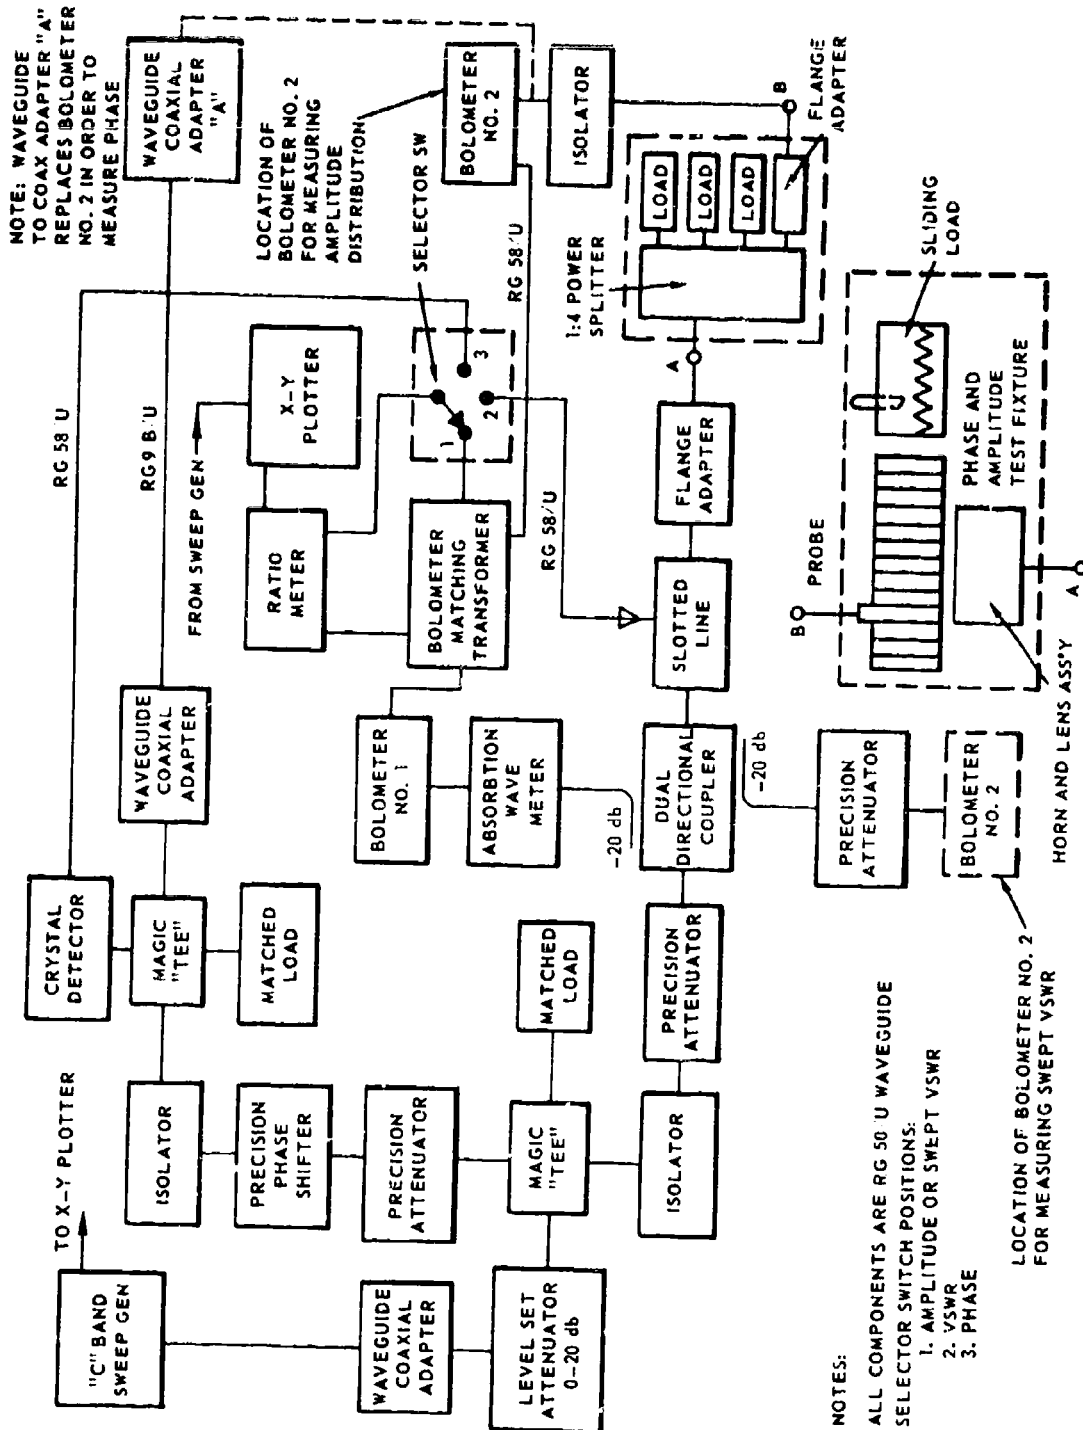 NOTE: WAVEGUIDE
TO COAX ADAPTER "A"
REPLACES BOLOMETER
NO. 2 IN ORDER TO
MEASURE PHASE
WAVEGUIDE
COAXIAL
ADAPTER
"A"
RG 58/U
RG9 B/U
LOCATION OF
BOLOMETER NO. 2
FOR MEASURING
AMPLITUDE
DISTRIBUTION
BOLOMETER
NO. 2
ISOLATOR
B
FLANGE
ADAPTER
SELECTOR SW
RG 58/U
1
2
3
FROM SWEEP GEN
X-Y
PLOTTER
RATIO
METER
BOLOMETER
MATCHING
TRANSFORMER
RG 58/U
1:4 POWER
SPLITTER
LOAD
LOAD
LOAD
A
FLANGE
ADAPTER
SLOTTED
LINE
SLIDING
LOAD
PHASE AND
AMPLITUDE
TEST FIXTURE
PROBE
B
A
HORN AND LENS ASS'Y
WAVEGUIDE
COAXIAL
ADAPTER
BOLOMETER
NO. 1
ABSORBTION
WAVE
METER
-20 db
DUAL
DIRECTIONAL
COUPLER
-20 db
PRECISION
ATTENUATOR
BOLOMETER
NO. 2
LOCATION OF BOLOMETER NO. 2
FOR MEASURING SWEPT VSWR
CRYSTAL
DETECTOR
MAGIC
"TEE"
MATCHED
LOAD
MATCHED
LOAD
PRECISION
ATTENUATOR
TO X-Y PLOTTER
ISOLATOR
PRECISION
PHASE
SHIFTER
PRECISION
ATTENUATOR
MAGIC
"TEE"
ISOLATOR
"C" BAND
SWEEP GEN
WAVEGUIDE
COAXIAL
ADAPTER
LEVEL SET
ATTENUATOR
0-20 db
NOTES:
ALL COMPONENTS ARE RG 50 U WAVEGUIDE
SELECTOR SWITCH POSITIONS:
1. AMPLITUDE OR SWEPT VSWR
2. VSWR
3. PHASE